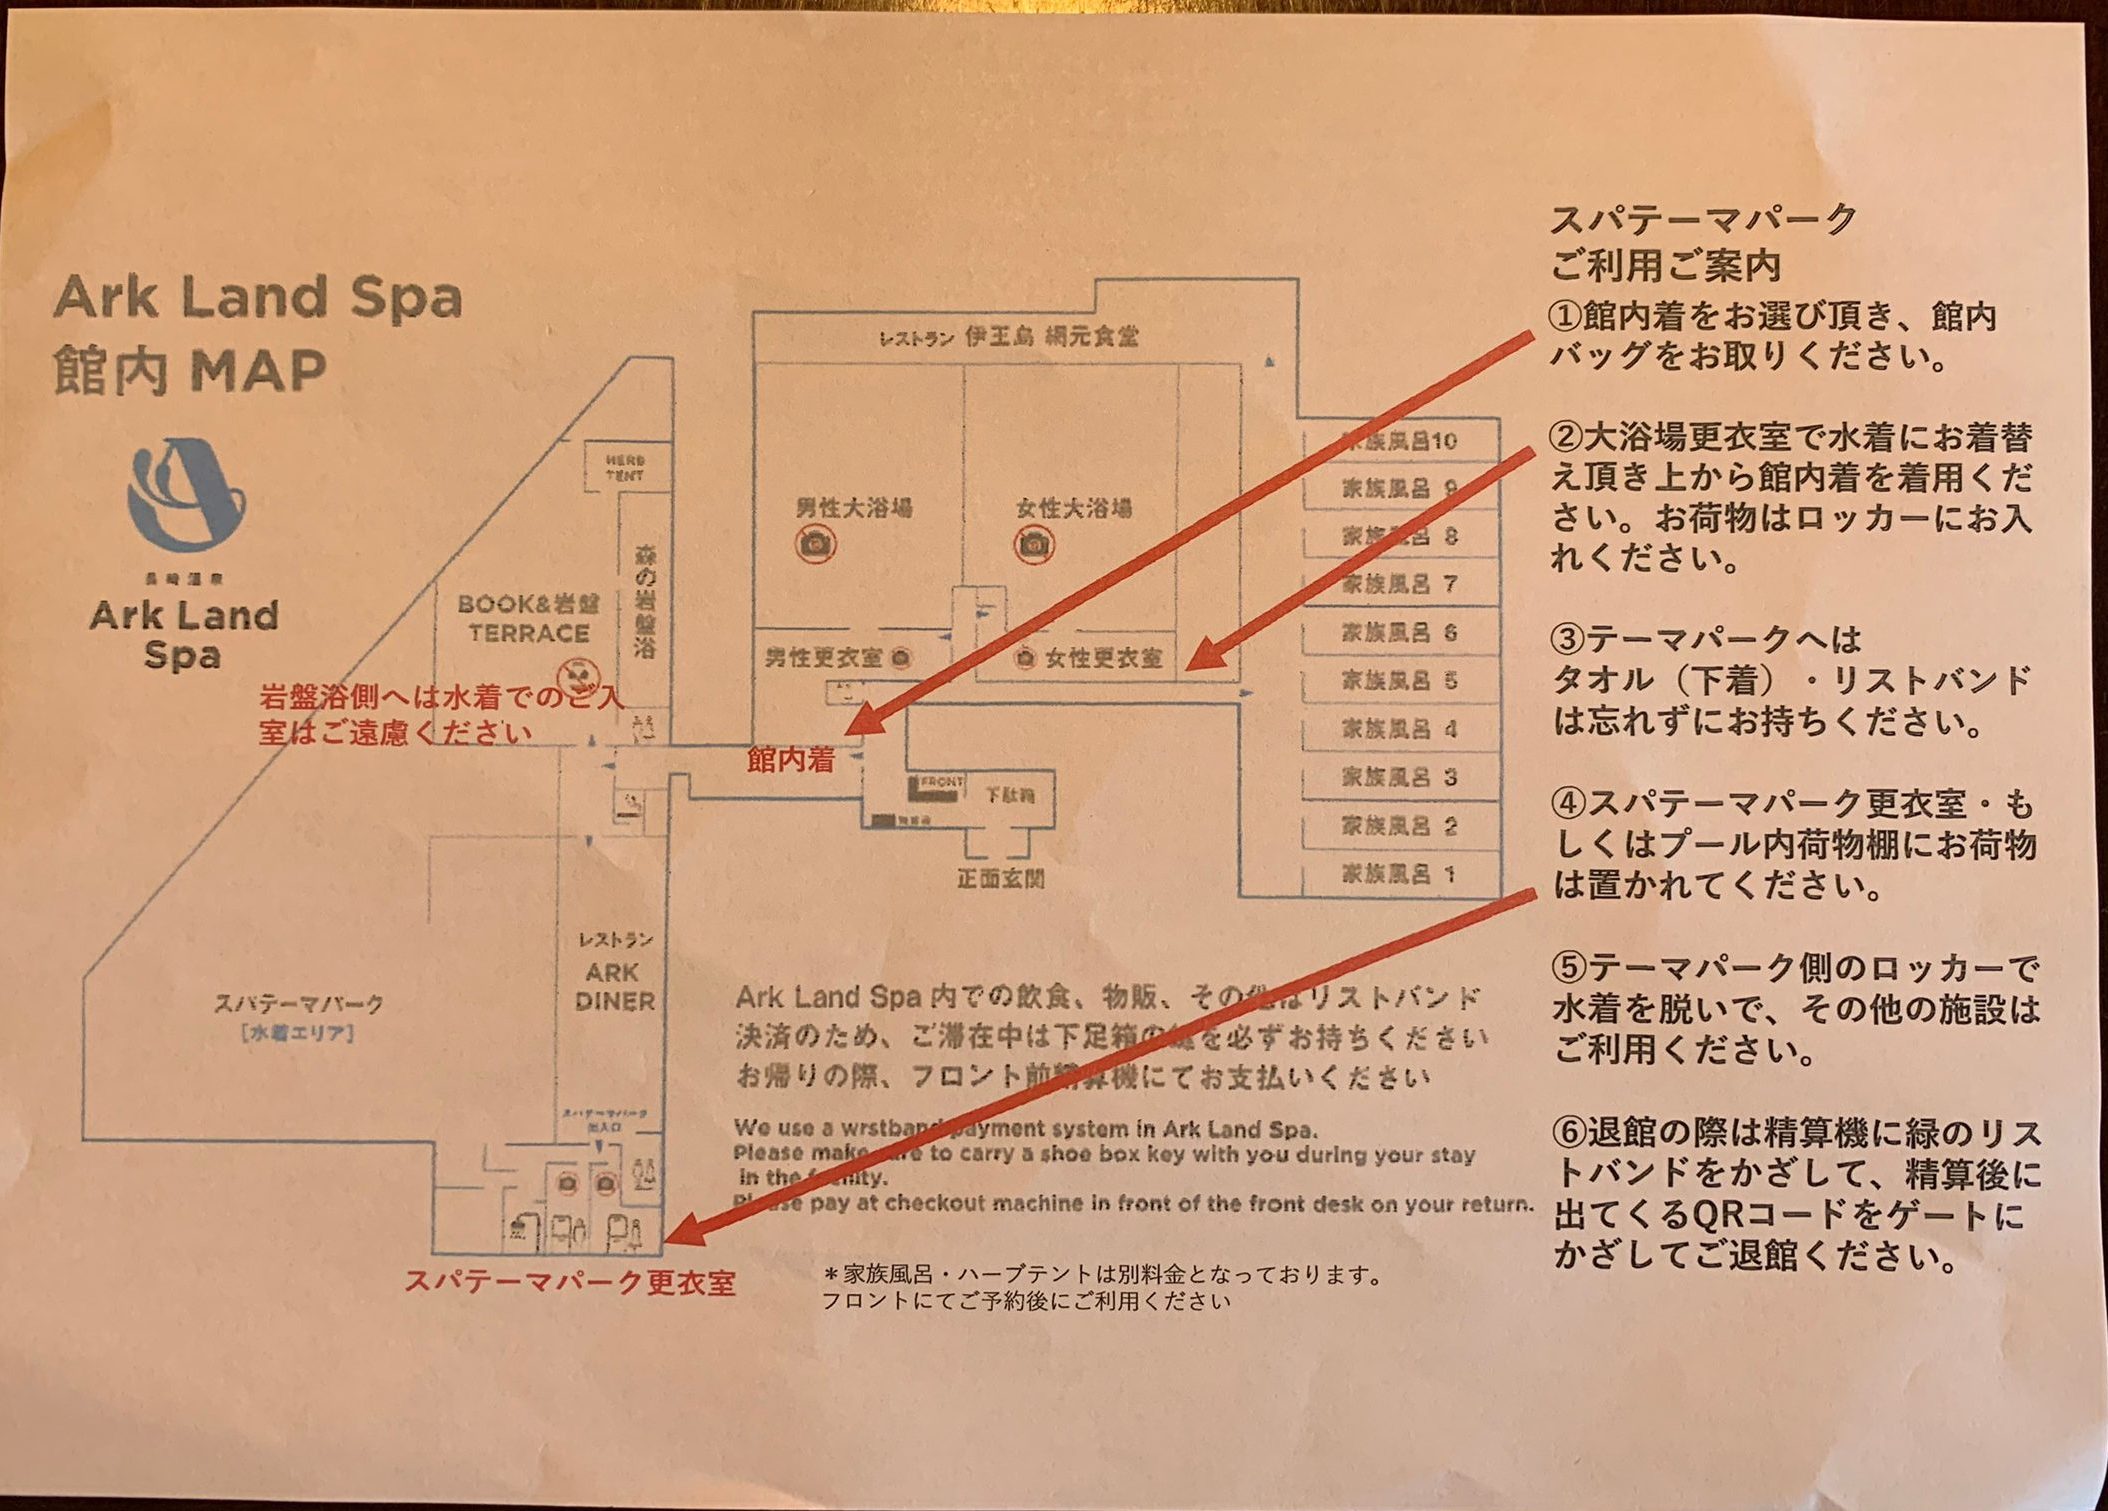 Ark Land Spa
館内 MAP
長崎温泉
Ark Land
Spa
レストラン 伊王島 網元食堂
HERB
TENT
森の岩盤浴
BOOK&岩盤
TERRACE
岩盤浴側へは水着でのご入
室はご遠慮ください
男性大浴場
女性大浴場
男性更衣室
女性更衣室
館内着
FRONT
下駄箱
正面玄関
家族風呂10
家族風呂 9
家族風呂 8
家族風呂 7
家族風呂 6
家族風呂 5
家族風呂 4
家族風呂 3
家族風呂 2
家族風呂 1
レストラン
ARK
DINER
スパテーマパーク
[水着エリア]
スパテーマパーク
出入口
スパテーマパーク更衣室
Ark Land Spa 内での飲食、物販、その他はリストバンド
決済のため、ご滞在中は下足箱の鍵を必ずお持ちください
お帰りの際、フロント前精算機にてお支払いください
We use a wrstband payment system in Ark Land Spa.
Please make sure to carry a shoe box key with you during your stay
in the facility.
Please pay at checkout machine in front of the front desk on your return.
＊家族風呂・ハーブテントは別料金となっております。
フロントにてご予約後にご利用ください
スパテーマパーク
ご利用ご案内
①館内着をお選び頂き、館内
バッグをお取りください。
②大浴場更衣室で水着にお着替
え頂き上から館内着を着用くだ
さい。お荷物はロッカーにお入
れください。
③テーマパークへは
タオル（下着）・リストバンド
は忘れずにお持ちください。
④スパテーマパーク更衣室・も
しくはプール内荷物棚にお荷物
は置かれてください。
⑤テーマパーク側のロッカーで
水着を脱いで、その他の施設は
ご利用ください。
⑥退館の際は精算機に緑のリス
トバンドをかざして、精算後に
出てくるQRコードをゲートに
かざしてご退館ください。